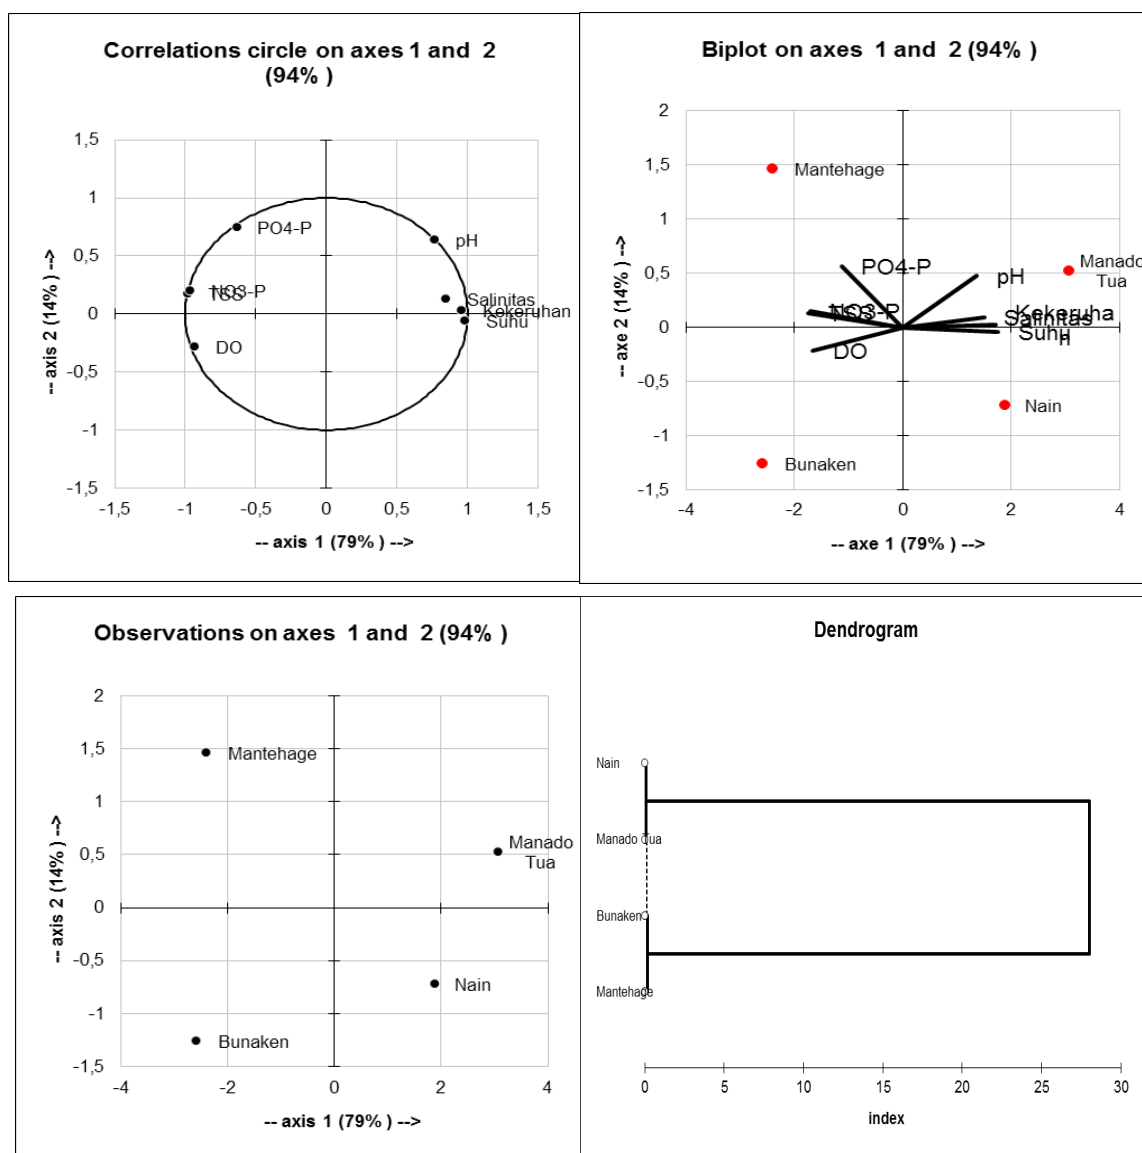 Correlations circle on axes 1 and 2
(94% )
1,5
1
0,5
0
-0,5
-1
-1,5
-1,5
-1
-0,5
0
0,5
1
1,5
PO4-P
pH
NO3-P
TSS
Salinitas
Kekeruhan
Suhu
DO
-- axis 2 (14% ) -->
-- axis 1 (79% ) -->
Biplot on axes 1 and 2 (94% )
2
1,5
1
0,5
0
-0,5
-1
-1,5
-4
-2
0
2
4
Mantehage
Manado
Tua
PO4-P
pH
NO3-P
TSS
Kekeruha
n
Salinitas
Suhu
DO
Nain
Bunaken
-- axe 2 (14% ) -->
-- axe 1 (79% ) -->
Observations on axes 1 and 2 (94% )
2
1,5
1
0,5
0
-0,5
-1
-1,5
-4
-2
0
2
4
Mantehage
Manado
Tua
Nain
Bunaken
-- axis 2 (14% ) -->
-- axis 1 (79% ) -->
Dendrogram
Nain
Manado Tua
Bunaken
Mantehage
0
5
10
15
20
25
30
index